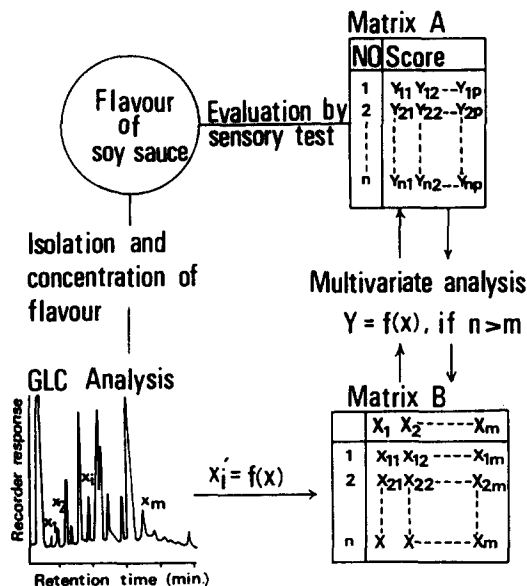 Matrix A
NO Score
1 Y11 Y12 --- Y1p
2 Y21 Y22 --- Y2p
n Yn1 Yn2 --- Ynp
Flavour
of
soy sauce
Evaluation by
sensory test
Isolation and
concentration of
flavour
Multivariate analysis
Y = f(x), if n>m
GLC Analysis
Recorder response
x1
x2
xi
xm
Retention time (min.)
xi′= f(x)
Matrix B
X1 X2 ------ Xm
1 X11 X12 ------ X1m
2 X21 X22 ------ X2m
n X X ------ Xm